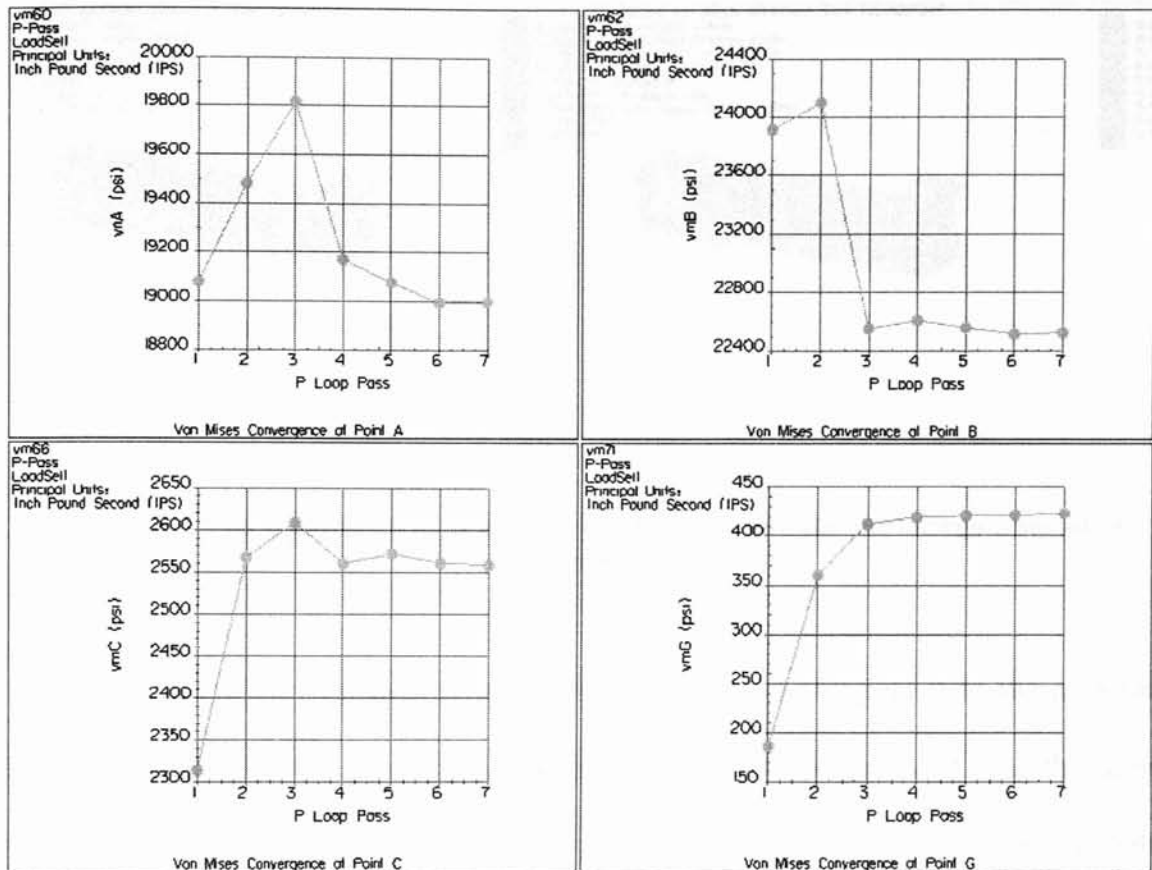 vm60
P-Pass
LoadSell
Principal Units:
Inch Pound Second (IPS)
20000
19800
19600
19400
19200
19000
18800
vmA (psi)
1 2 3 4 5 6 7
P Loop Pass
Von Mises Convergence at Point A
vm62
P-Pass
LoadSell
Principal Units:
Inch Pound Second (IPS)
24400
24000
23600
23200
22800
22400
vmB (psi)
1 2 3 4 5 6 7
P Loop Pass
Von Mises Convergence at Point B
vm66
P-Pass
LoadSell
Principal Units:
Inch Pound Second (IPS)
2650
2600
2550
2500
2450
2400
2350
2300
vmC (psi)
1 2 3 4 5 6 7
P Loop Pass
Von Mises Convergence at Point C
vm71
P-Pass
LoadSell
Principal Units:
Inch Pound Second (IPS)
450
400
350
300
250
200
150
vmG (psi)
1 2 3 4 5 6 7
P Loop Pass
Von Mises Convergence at Point G